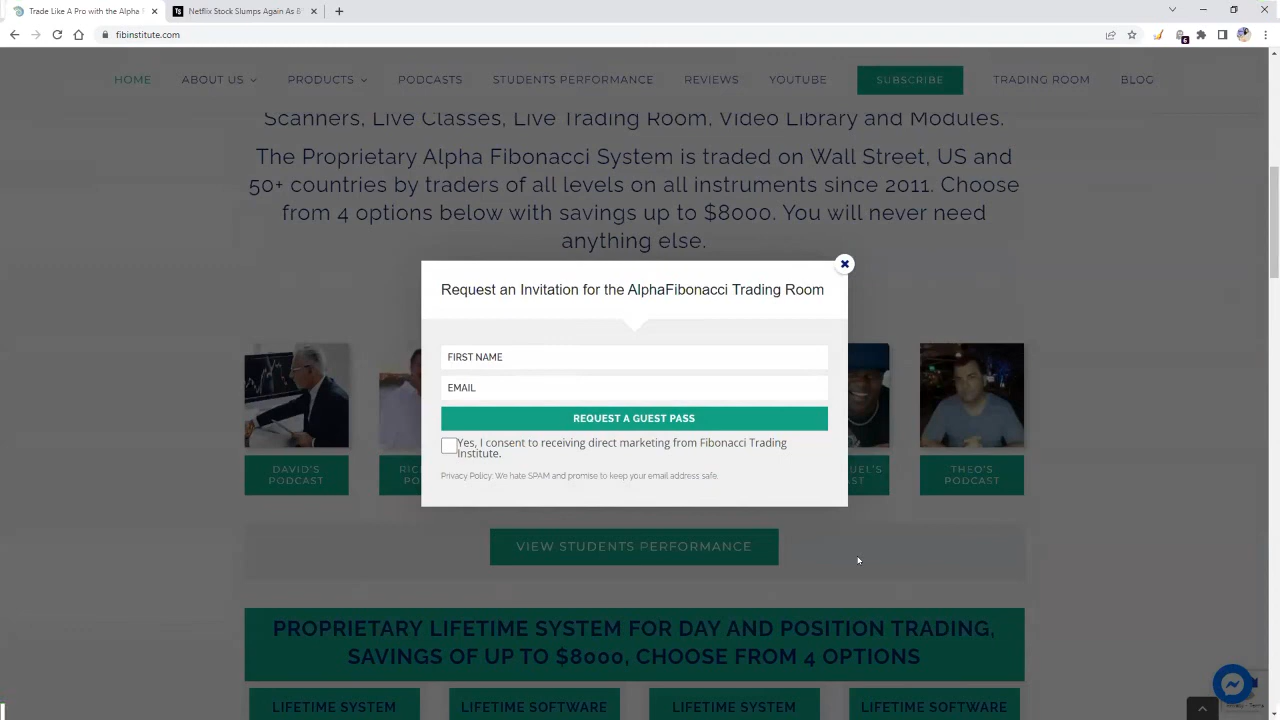 Trade Like A Pro with the Alpha F
Netflix Stock Slumps Again As B
fibinstitute.com
6
HOME
ABOUT US
PRODUCTS
PODCASTS
STUDENTS PERFORMANCE
REVIEWS
YOUTUBE
SUBSCRIBE
TRADING ROOM
BLOG
Scanners, Live Classes, Live Trading Room, Video Library and Modules.
The Proprietary Alpha Fibonacci System is traded on Wall Street, US and
50+ countries by traders of all levels on all instruments since 2011. Choose
from 4 options below with savings up to $8000. You will never need
anything else.
Request an Invitation for the AlphaFibonacci Trading Room
FIRST NAME
EMAIL
REQUEST A GUEST PASS
Yes, I consent to receiving direct marketing from Fibonacci Trading
Institute.
Privacy Policy: We hate SPAM and promise to keep your email address safe.
DAVID'S
PODCAST
RIC
PO
UEL'S
AST
THEO'S
PODCAST
VIEW STUDENTS PERFORMANCE
PROPRIETARY LIFETIME SYSTEM FOR DAY AND POSITION TRADING,
SAVINGS OF UP TO $8000, CHOOSE FROM 4 OPTIONS
LIFETIME SYSTEM
LIFETIME SOFTWARE
LIFETIME SYSTEM
LIFETIME SOFTWARE